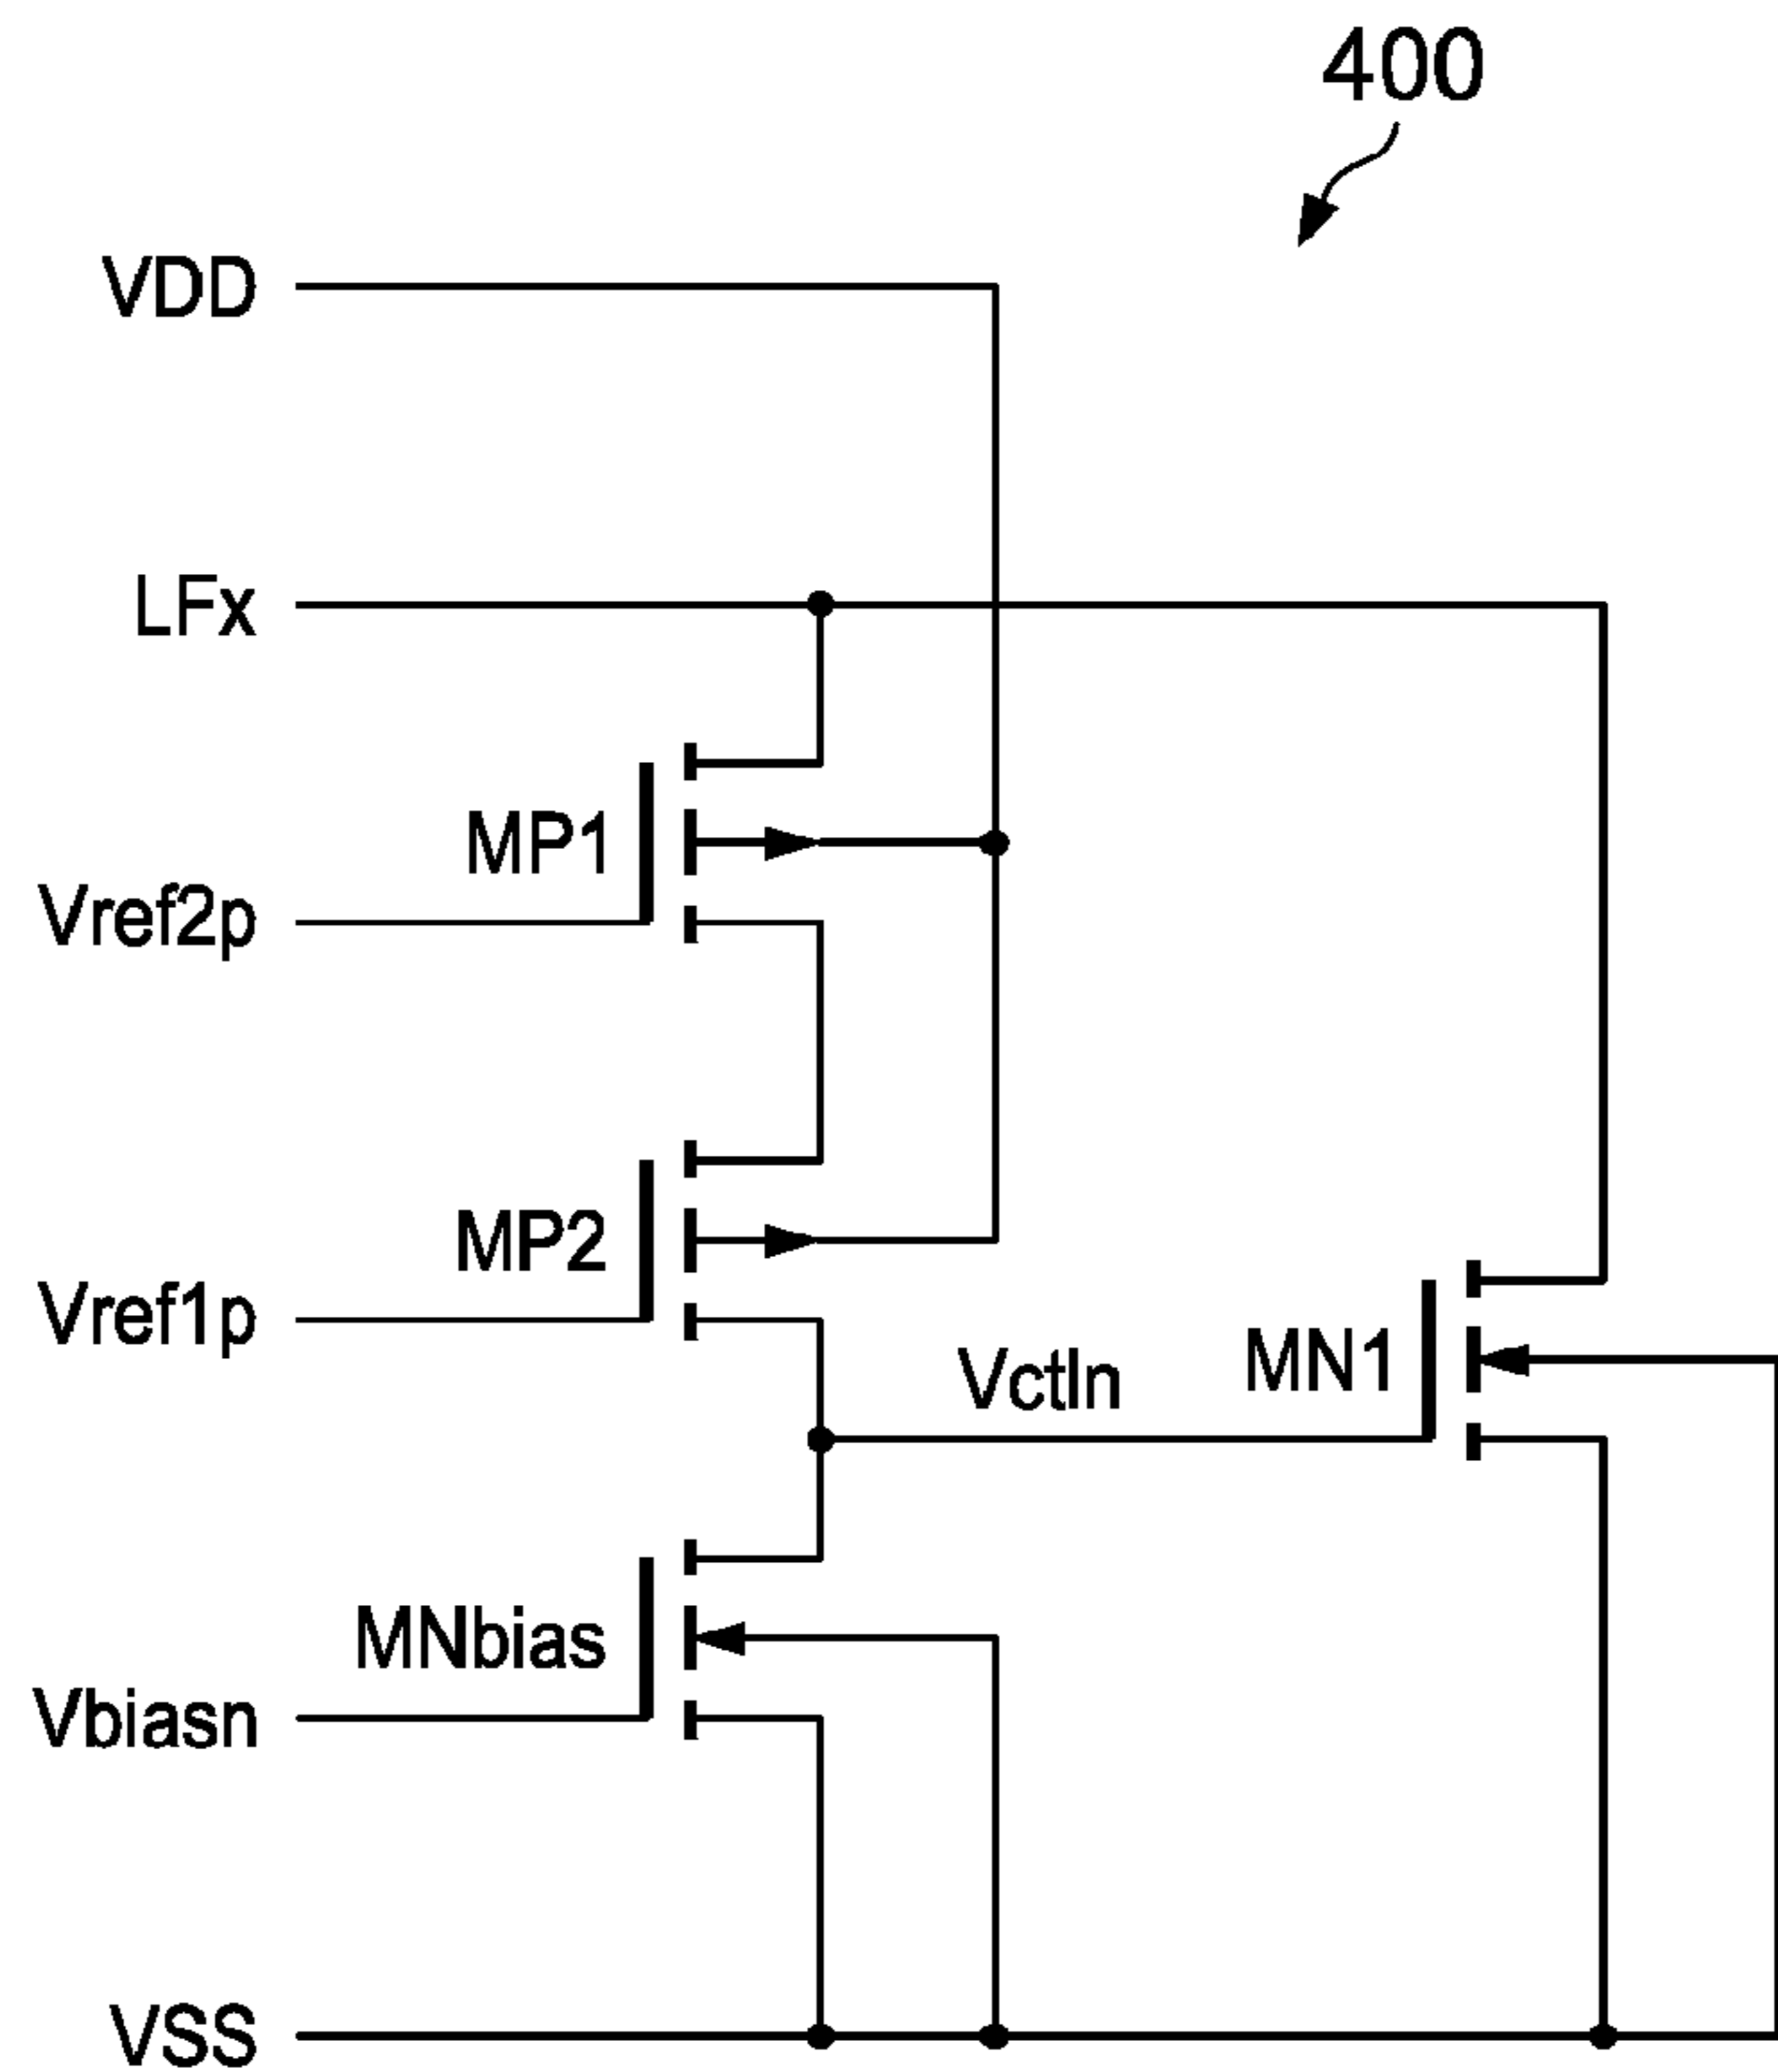 400
VDD
LFx
MP1
Vref2p
MP2
Vref1p
Vctln
MN1
MNbias
Vbiasn
VSS